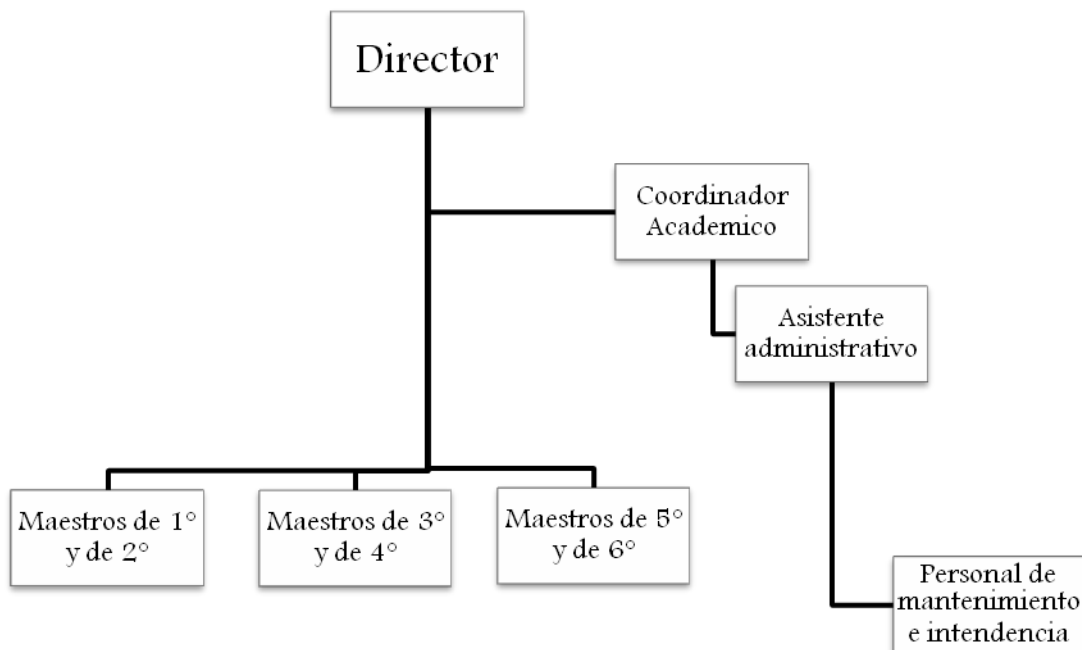 Director
Coordinador
Academico
Asistente
administrativo
Maestros de 1°
y de 2°
Maestros de 3°
y de 4°
Maestros de 5°
y de 6°
Personal de
mantenimiento
e intendencia